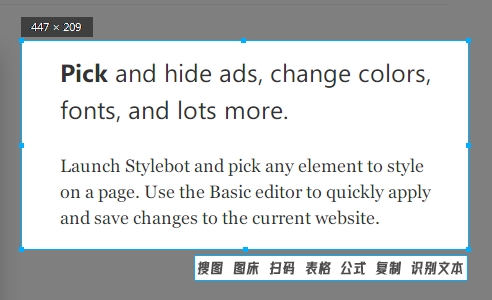 447 × 209
Pick and hide ads, change colors,
fonts, and lots more.
Launch Stylebot and pick any element to style
on a page. Use the Basic editor to quickly apply
and save changes to the current website.
搜图 图床 扫码 表格 公式 复制 识别文本